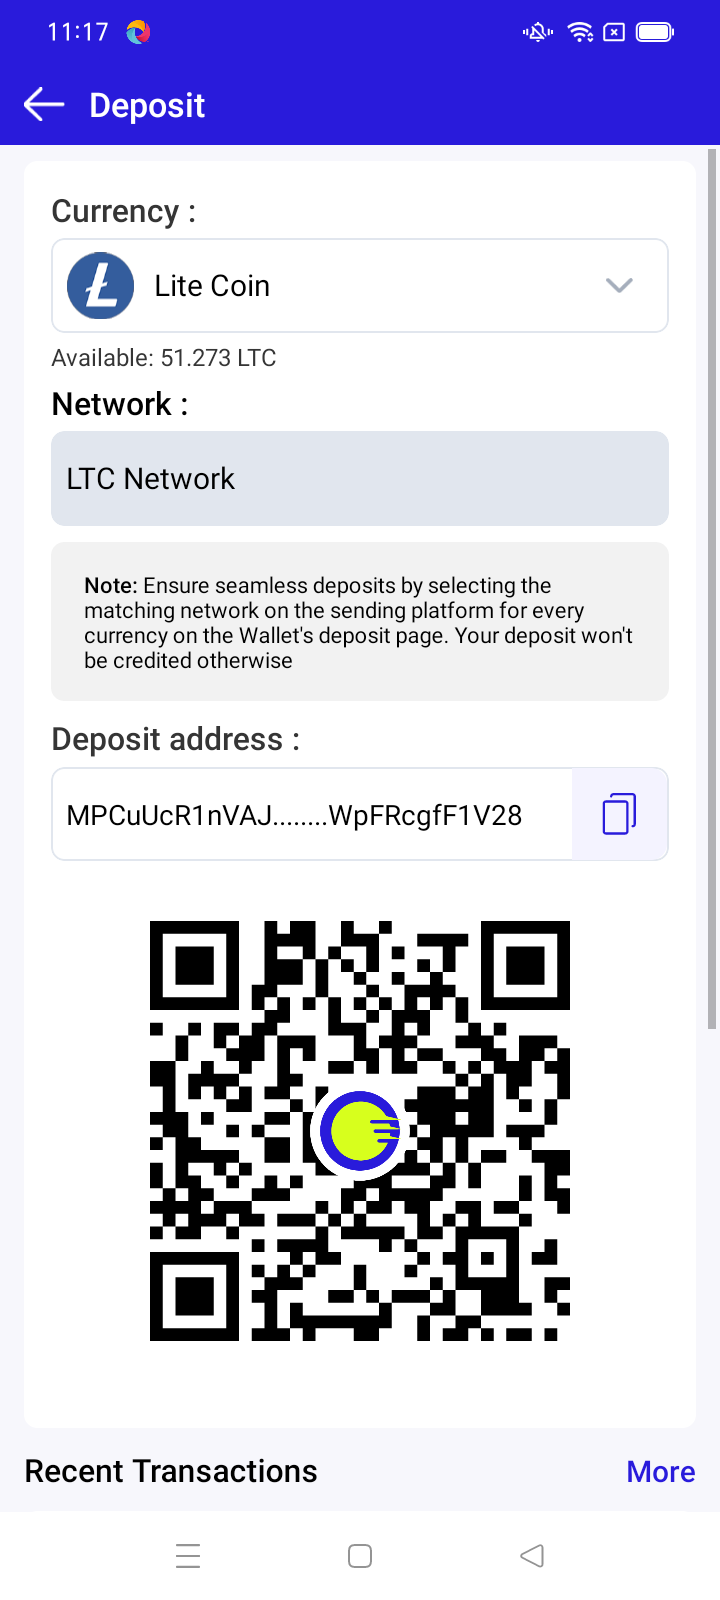 11:17
Deposit
Currency :
Lite Coin
Available: 51.273 LTC
Network :
LTC Network
Note: Ensure seamless deposits by selecting the
matching network on the sending platform for every
currency on the Wallet's deposit page. Your deposit won't
be credited otherwise
Deposit address :
MPCuUcR1nVAJ........WpFRcgfF1V28
Recent Transactions
More